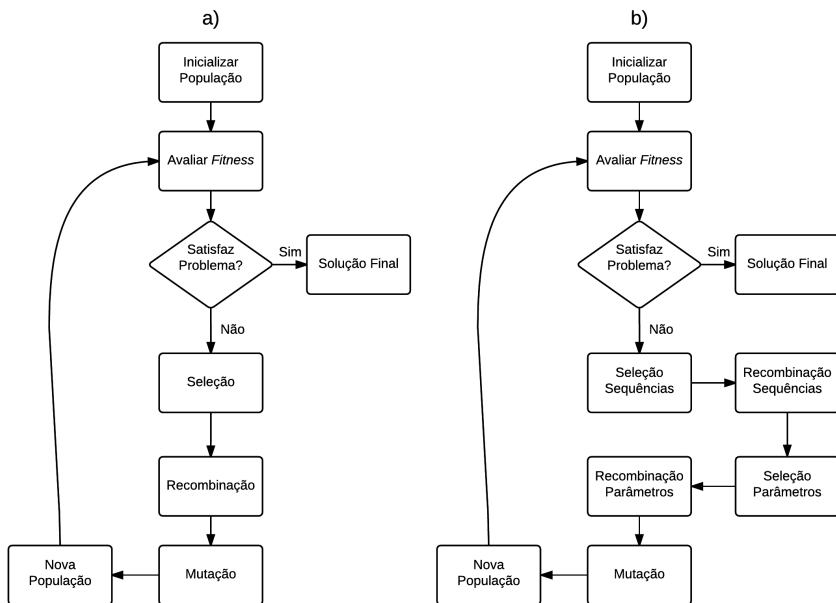 a)
Inicializar
População
Avaliar Fitness
Satisfaz
Problema?
Sim
Solução Final
Não
Seleção
Recombinação
Mutação
Nova
População
b)
Inicializar
População
Avaliar Fitness
Satisfaz
Problema?
Sim
Solução Final
Não
Seleção
Sequências
Recombinação
Sequências
Seleção
Parâmetros
Recombinação
Parâmetros
Mutação
Nova
População